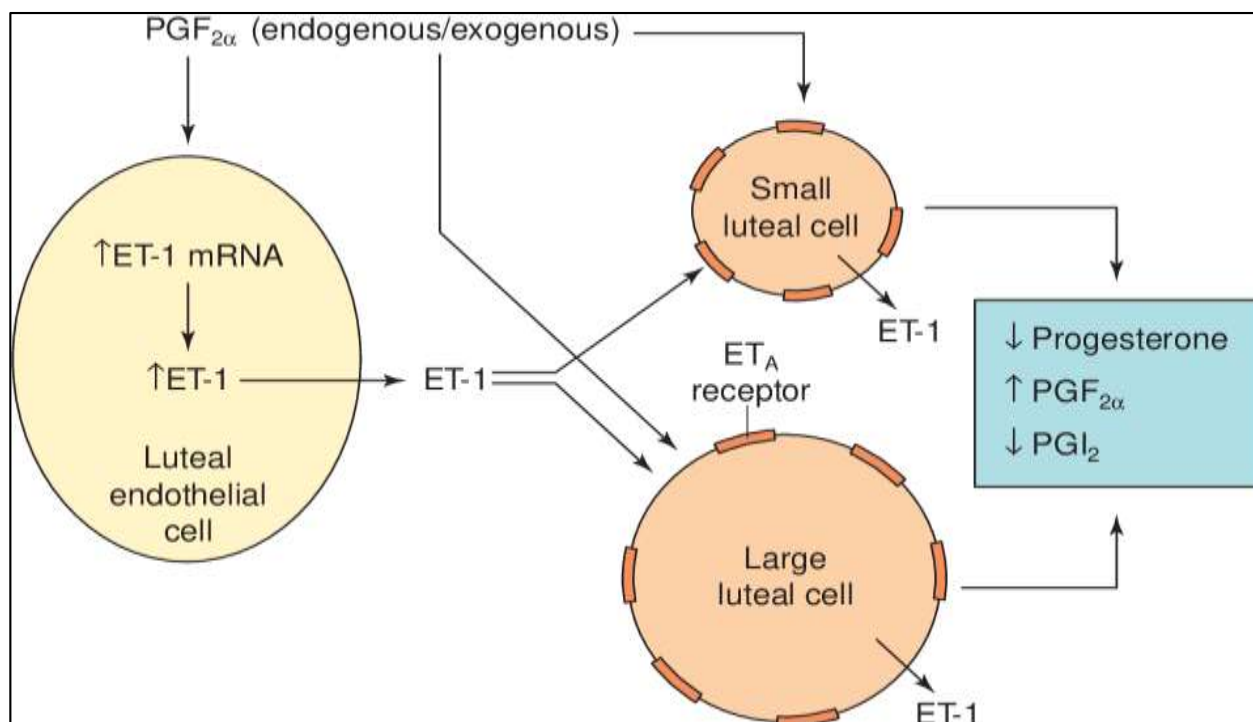 PGF₂α (endogenous/exogenous)
↑ET-1 mRNA
↑ET-1
Luteal
endothelial
cell
ET-1
Small
luteal cell
ET-1
ET_A
receptor
Large
luteal cell
ET-1
↓ Progesterone
↑ PGF₂α
↓ PGI₂